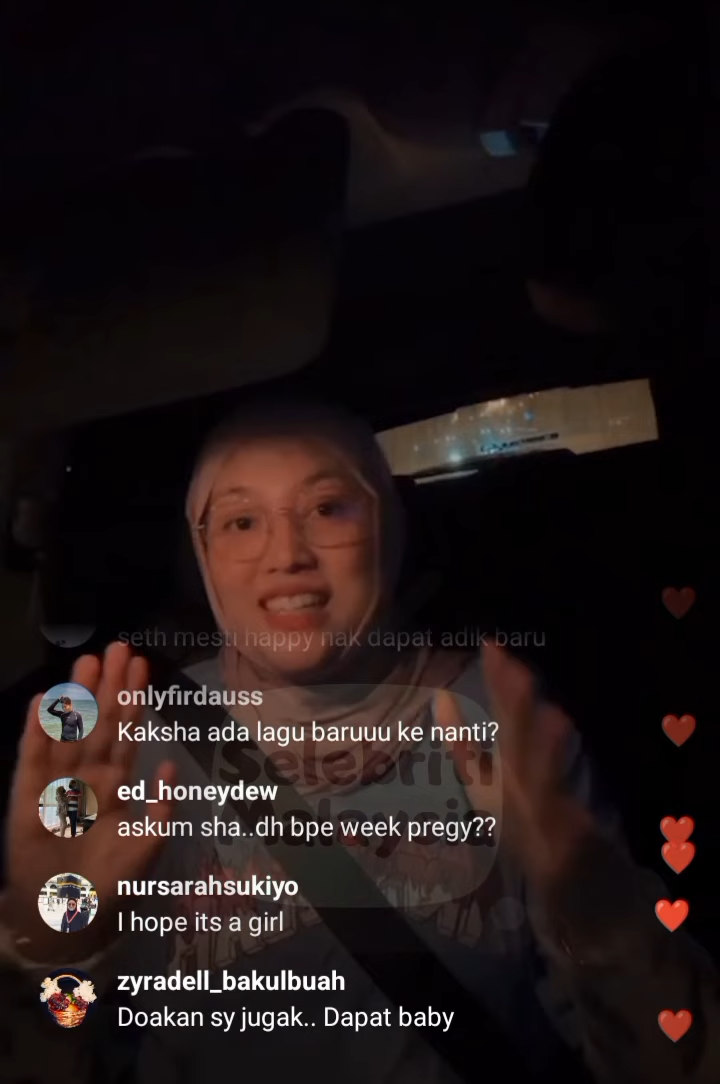 seth mesti happy nak dapat adik baru
onlyfirdauss
Kaksha ada lagu baruuu ke nanti?
Selebriti
Malaysia
ed_honeydew
askum sha..dh bpe week pregy??
nursarahsukiyo
I hope its a girl
zyradell_bakulbuah
Doakan sy jugak.. Dapat baby